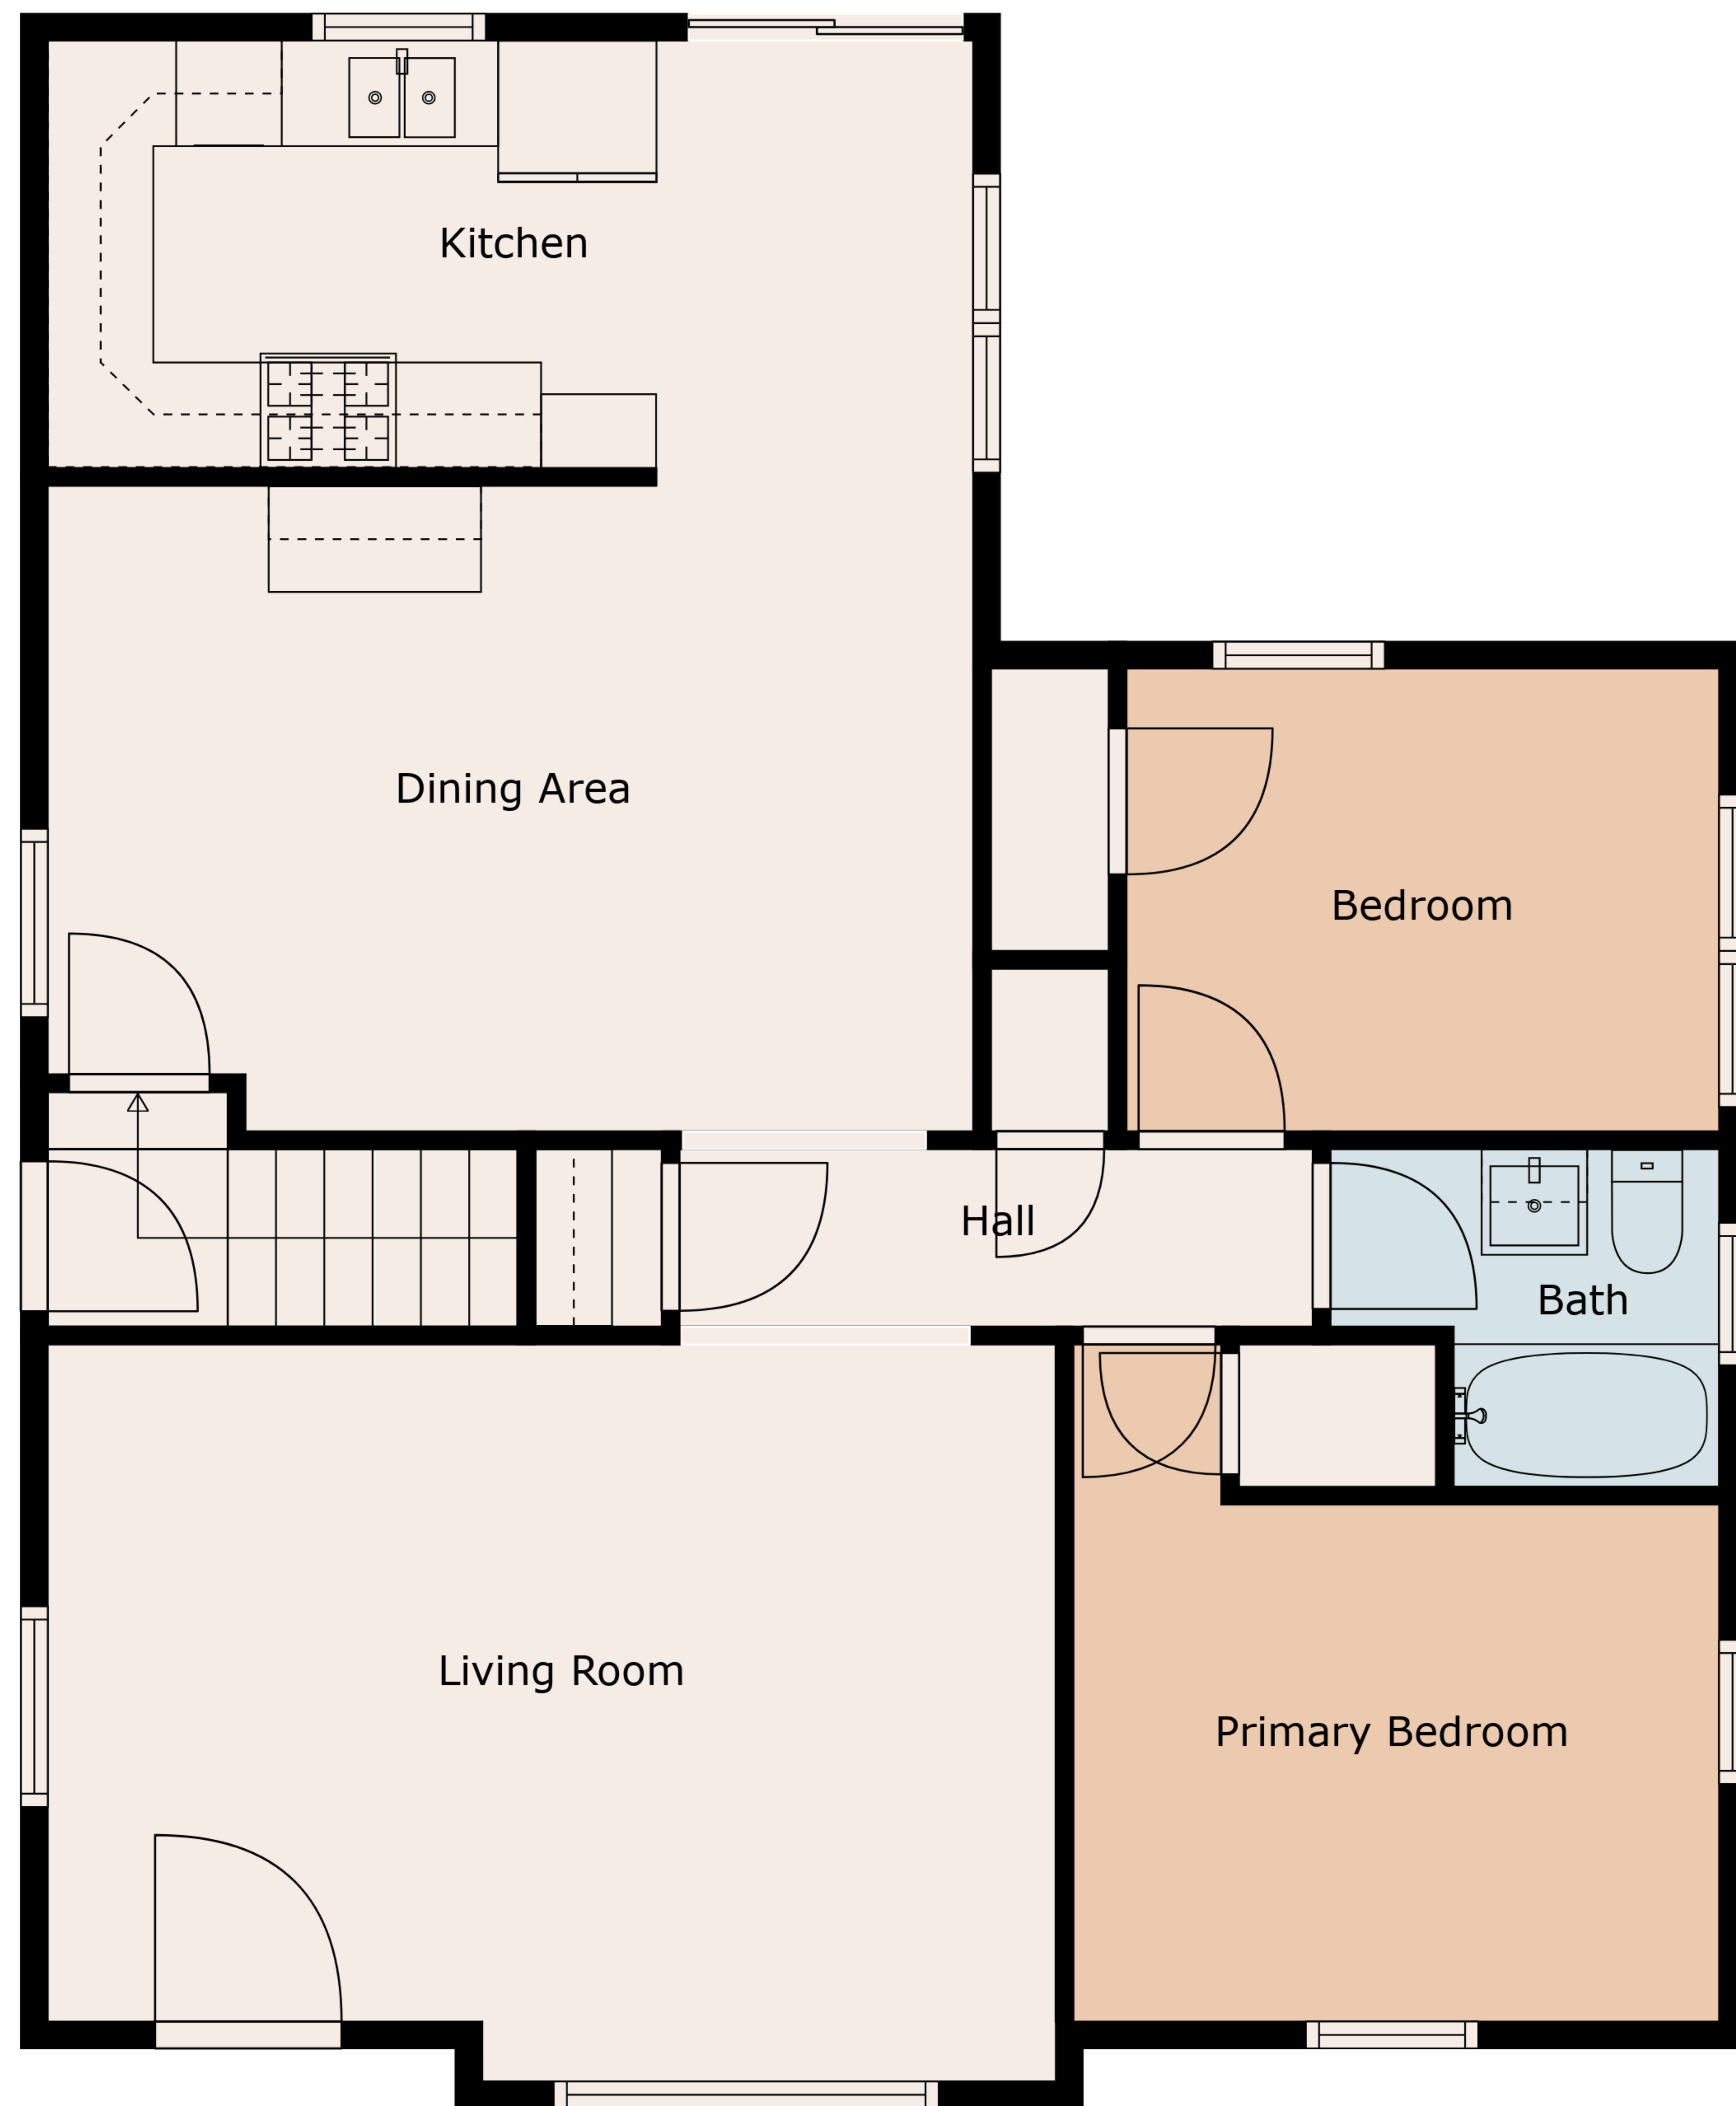 Kitchen
Dining Area
Bedroom
Hall
Bath
Living Room
Primary Bedroom